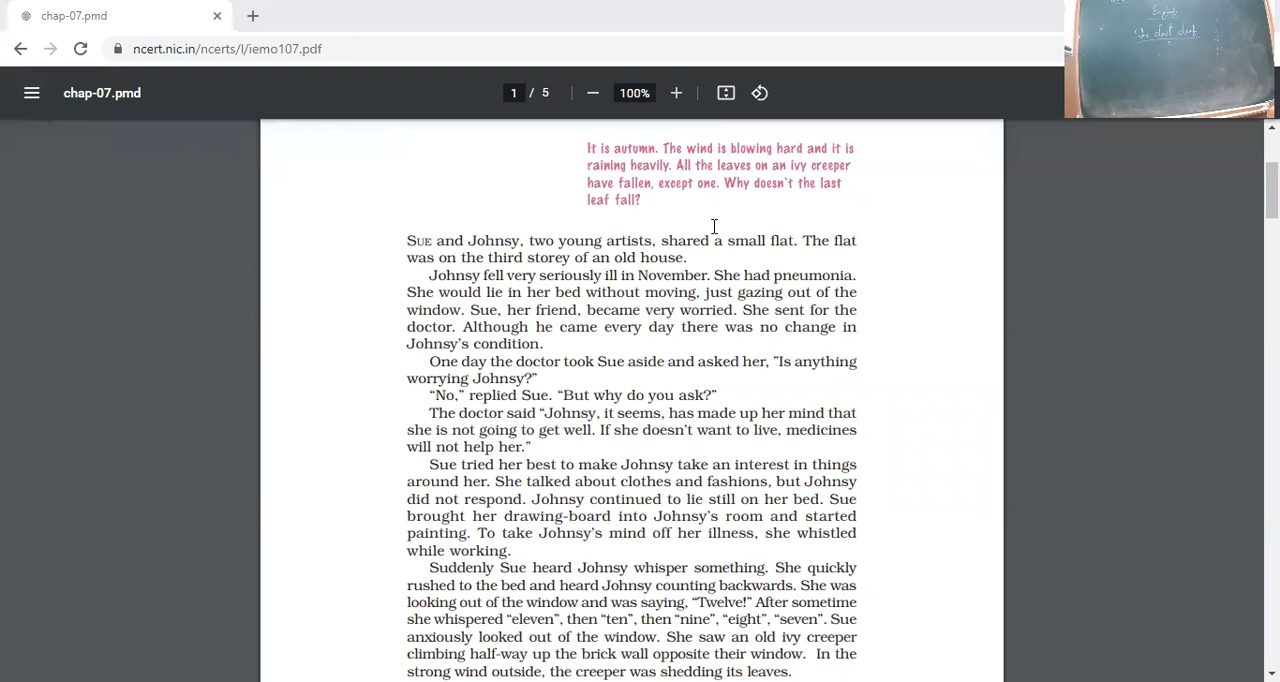 chap-07.pmd
ncert.nic.in/ncerts/l/iemo107.pdf
English
The last leaf
chap-07.pmd
1 / 5
100%
It is autumn. The wind is blowing hard and it is
raining heavily. All the leaves on an ivy creeper
have fallen, except one. Why doesn`t the last
leaf fall?
SUE and Johnsy, two young artists, shared a small flat. The flat
was on the third storey of an old house.
Johnsy fell very seriously ill in November. She had pneumonia.
She would lie in her bed without moving, just gazing out of the
window. Sue, her friend, became very worried. She sent for the
doctor. Although he came every day there was no change in
Johnsy’s condition.
One day the doctor took Sue aside and asked her, ”Is anything
worrying Johnsy?”
“No,” replied Sue. “But why do you ask?”
The doctor said “Johnsy, it seems, has made up her mind that
she is not going to get well. If she doesn’t want to live, medicines
will not help her.”
Sue tried her best to make Johnsy take an interest in things
around her. She talked about clothes and fashions, but Johnsy
did not respond. Johnsy continued to lie still on her bed. Sue
brought her drawing-board into Johnsy’s room and started
painting. To take Johnsy’s mind off her illness, she whistled
while working.
Suddenly Sue heard Johnsy whisper something. She quickly
rushed to the bed and heard Johnsy counting backwards. She was
looking out of the window and was saying, “Twelve!” After sometime
she whispered “eleven”, then “ten”, then “nine”, “eight”, “seven”. Sue
anxiously looked out of the window. She saw an old ivy creeper
climbing half-way up the brick wall opposite their window. In the
strong wind outside, the creeper was shedding its leaves.